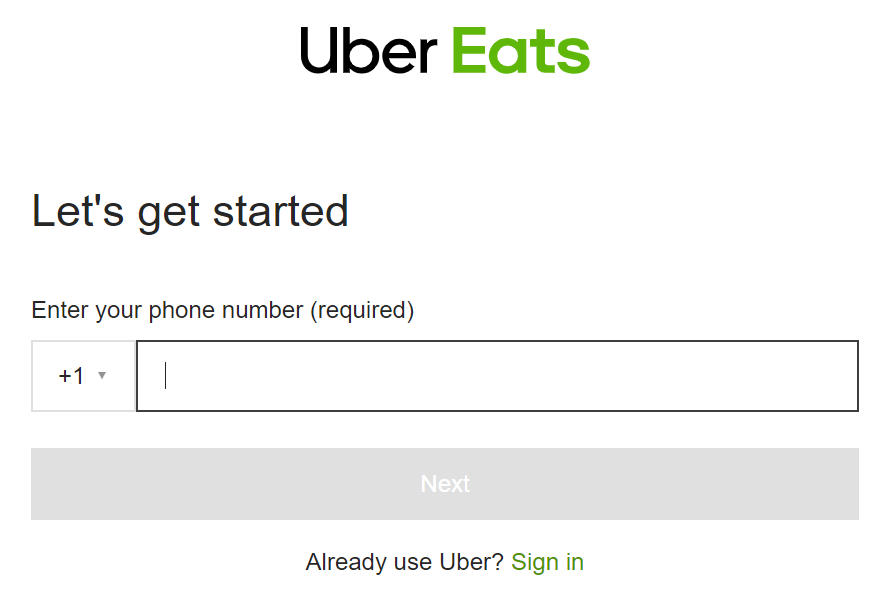 Uber Eats
Let's get started
Enter your phone number (required)
+1
Next
Already use Uber? Sign in